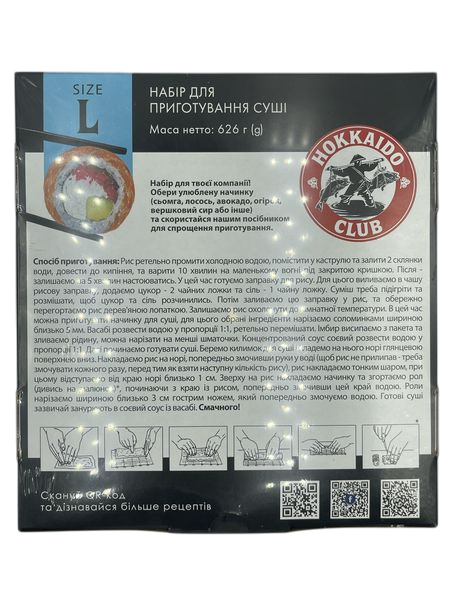 SIZE
L
НАБІР ДЛЯ
ПРИГОТУВАННЯ СУШІ
Маса нетто: 626 г (g)
HOKKAIDO
CLUB
Набір для твоєї компанії!
Обери улюблену начинку
(сьомга, лосось, авокадо, огірок,
вершковий сир або інше)
та скористайся нашим посібником
для спрощення приготування.
Спосіб приготування: Рис ретельно промити холодною водою, помістити у каструлю та залити 2 склянки
води, довести до кипіння, та варити 10 хвилин на маленькому вогні під закритою кришкою. Після -
залишаємо на 5 хвилин настоюватись. У цей час готуємо заправку для рису. Для цього виливаємо в чашу
рисову заправку, додаємо цукор - 2 чайних ложки та сіль - 1 чайну ложку. Суміш треба підігріти та
розмішати, щоб цукор та сіль розчинились. Потім заливаємо цю заправку у рис, та обережно
перегортаємо рис дерев'яною лопаткою. Залишаємо рис охолонути до кімнатної температури. В цей час
можна приготувати начинку для суші, для цього обрані інгредієнти нарізаємо соломинками шириною
близько 5 мм. Васабі розвести водою у пропорції 1:1, ретельно перемішати. Імбир висипаємо з пакета та
зливаємо рідину, можна нарізати на менші шматочки. Концентрований соус соєвий розвести водою у
пропорції 1:1. Далі починаємо готувати суші. Беремо килимок для суші і кладемо на нього норі глянцевой
поверхнею вниз. Накладаємо рис на норі, попередньо змочивши руки у воді (щоб рис не прилипав - треба
змочувати кожного разу, перед тим як взяти наступну кількість рису), рис накладаємо тонким шаром, при
цьому відступаємо від краю норі близько 1 см. Зверху на рис накладаємо начинку та згортаємо рол
(дивись на малюнок)*, починаючи з краю із рисом, попередньо змочивши цей край водою. Роли
нарізаємо шириною близько 3 см гострим ножем, який попередньо змочуємо водою. Готові суші
зазвичай занурюють в соєвий соус із васабі. Смачного!
*
Скануй QR-код
та дізнавайся більше рецептів